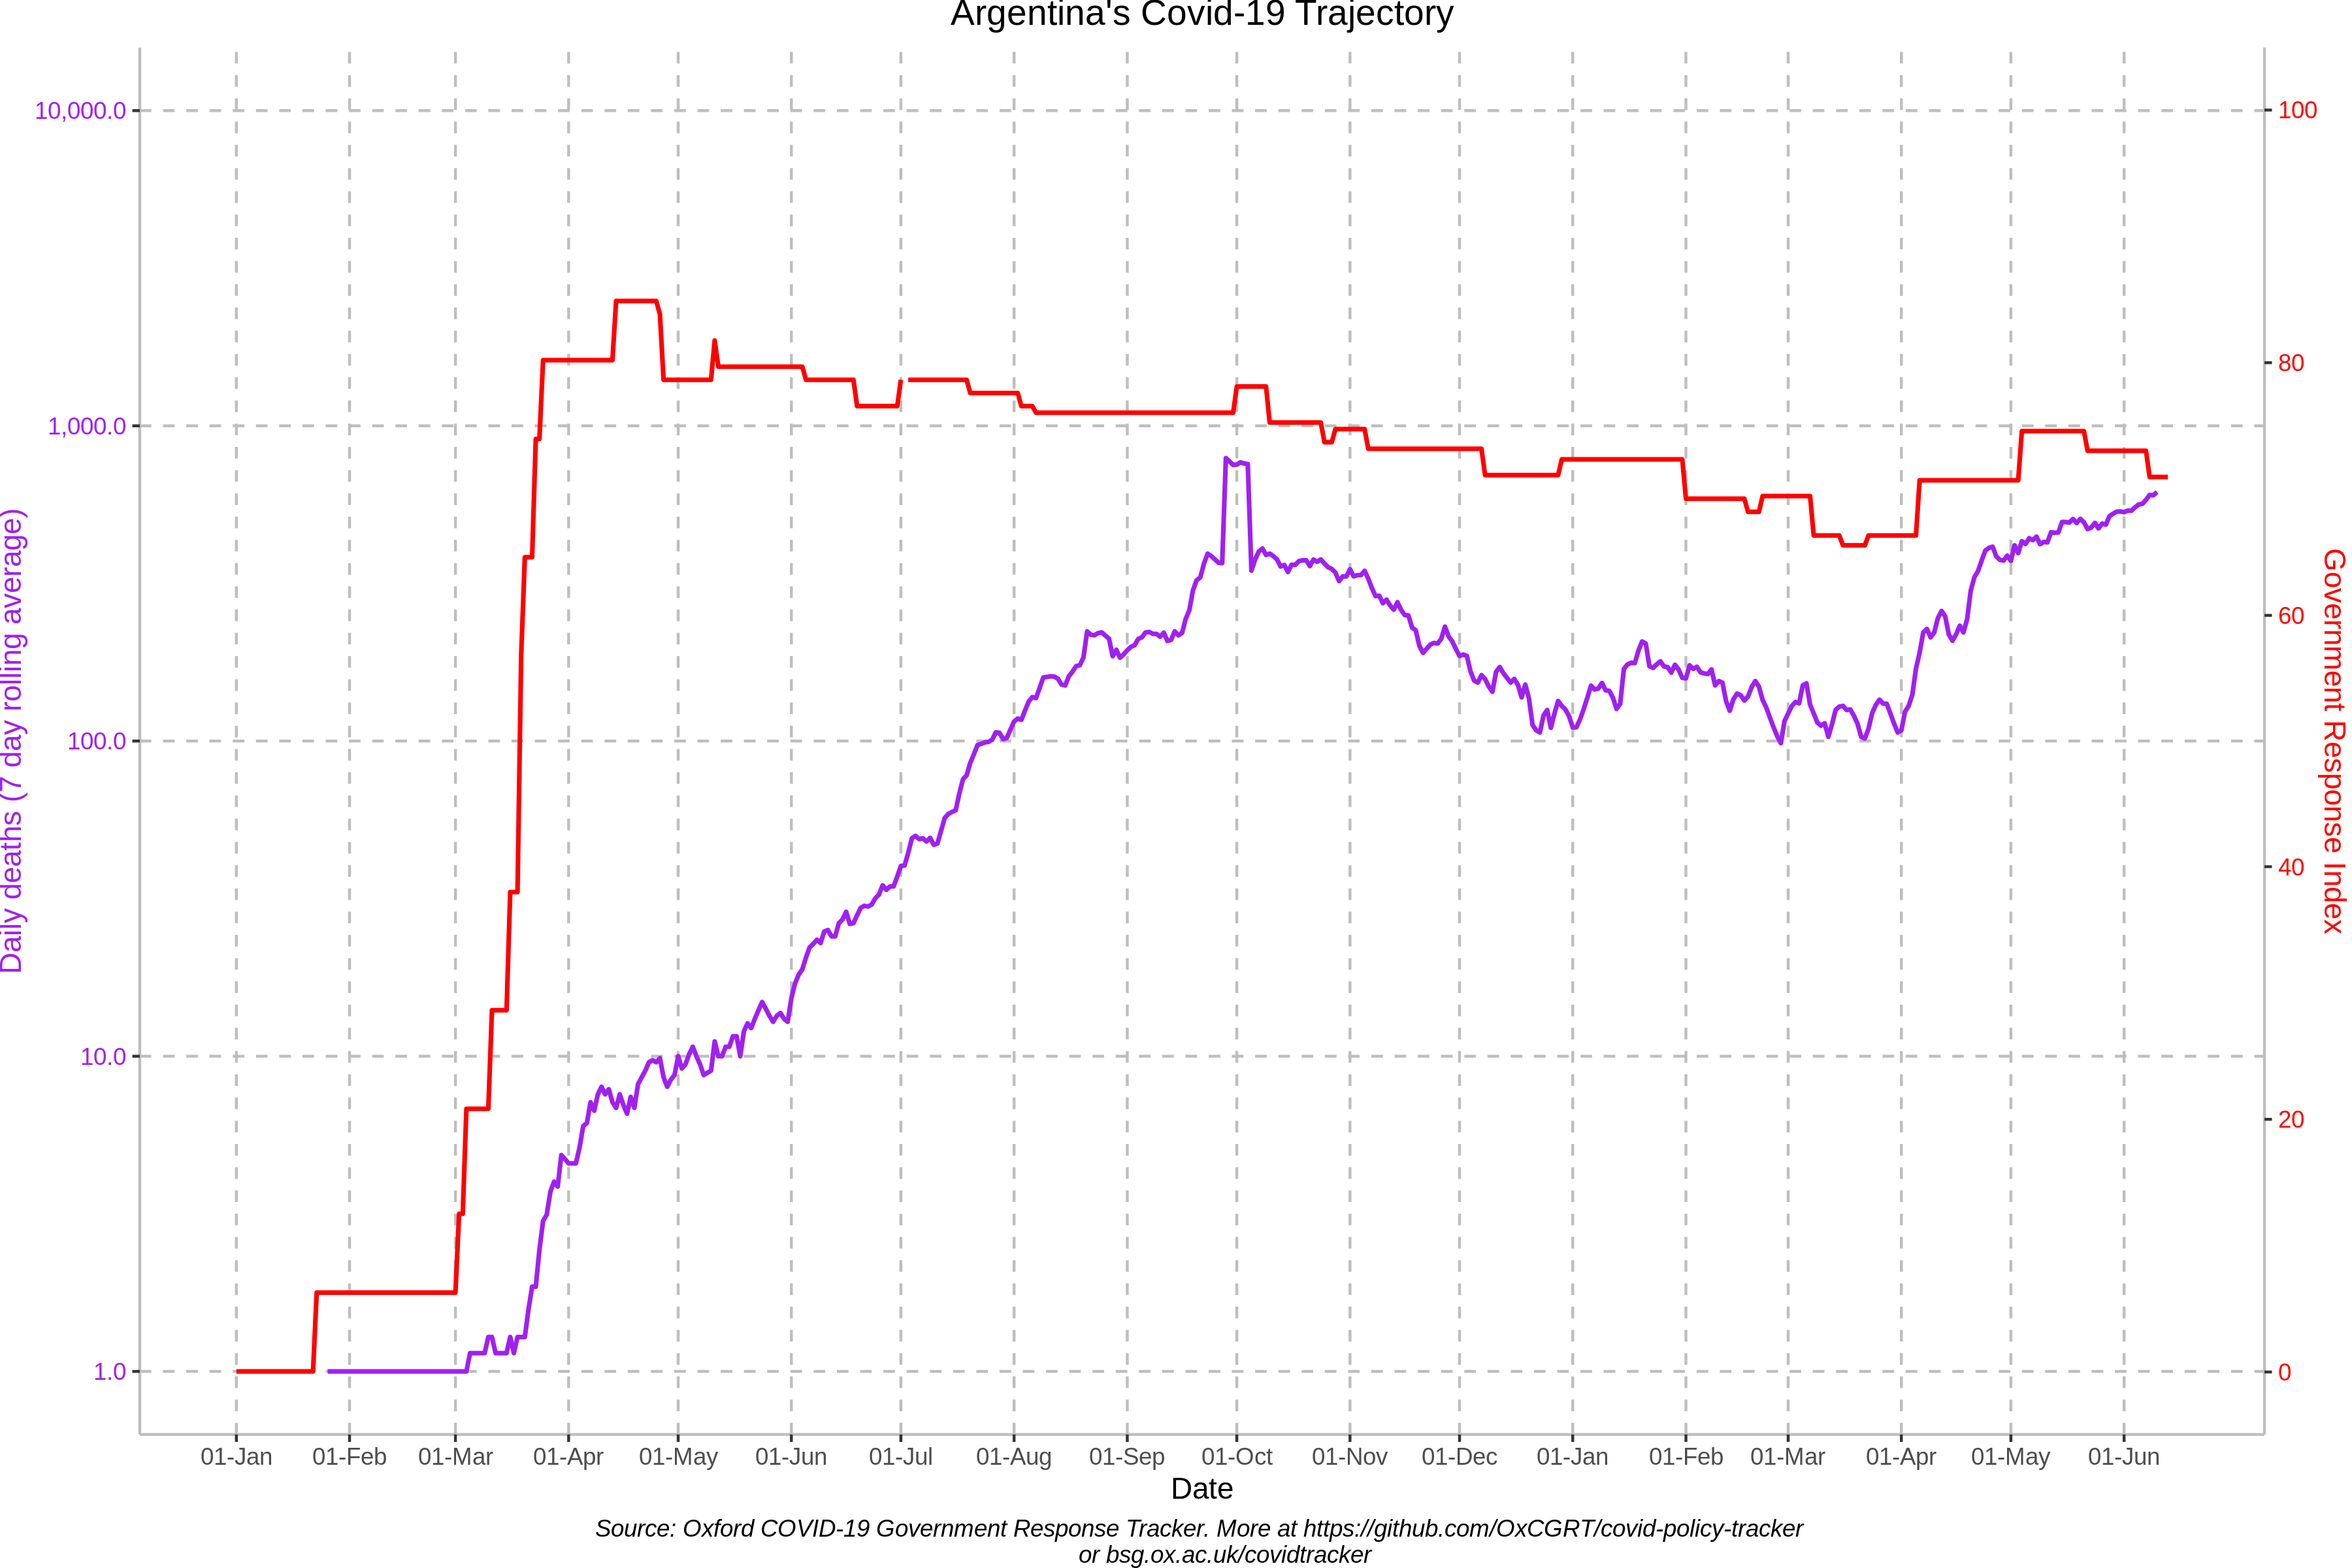 Argentina's Covid-19 Trajectory
10,000.0
1,000.0
100.0
10.0
1.0
Daily deaths (7 day rolling average)
100
80
60
40
20
0
Government Response Index
01-Jan 01-Feb 01-Mar 01-Apr 01-May 01-Jun 01-Jul 01-Aug 01-Sep 01-Oct 01-Nov 01-Dec 01-Jan 01-Feb 01-Mar 01-Apr 01-May 01-Jun
Date
Source: Oxford COVID-19 Government Response Tracker. More at https://github.com/OxCGRT/covid-policy-tracker
or bsg.ox.ac.uk/covidtracker